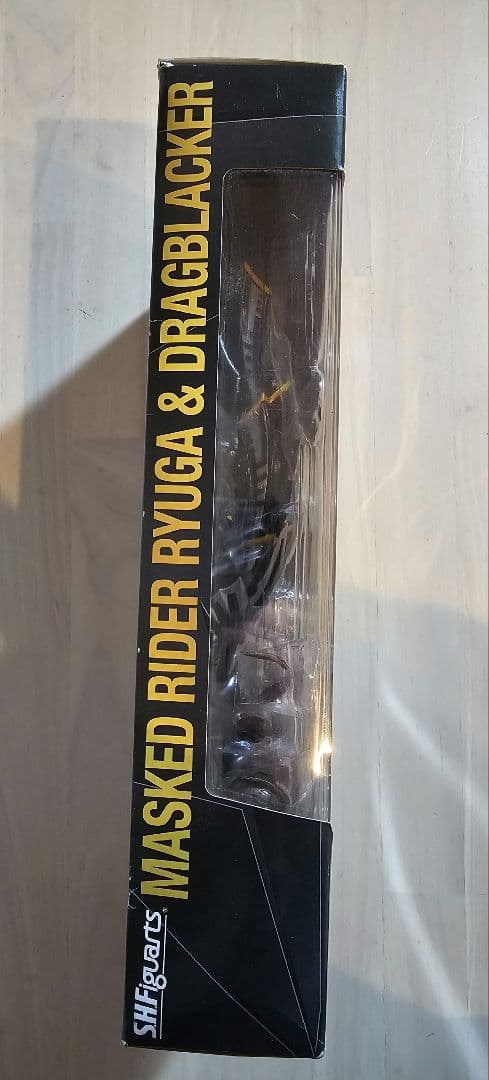 S.H.Figuarts
MASKED RIDER RYUGA & DRAGBLACKER